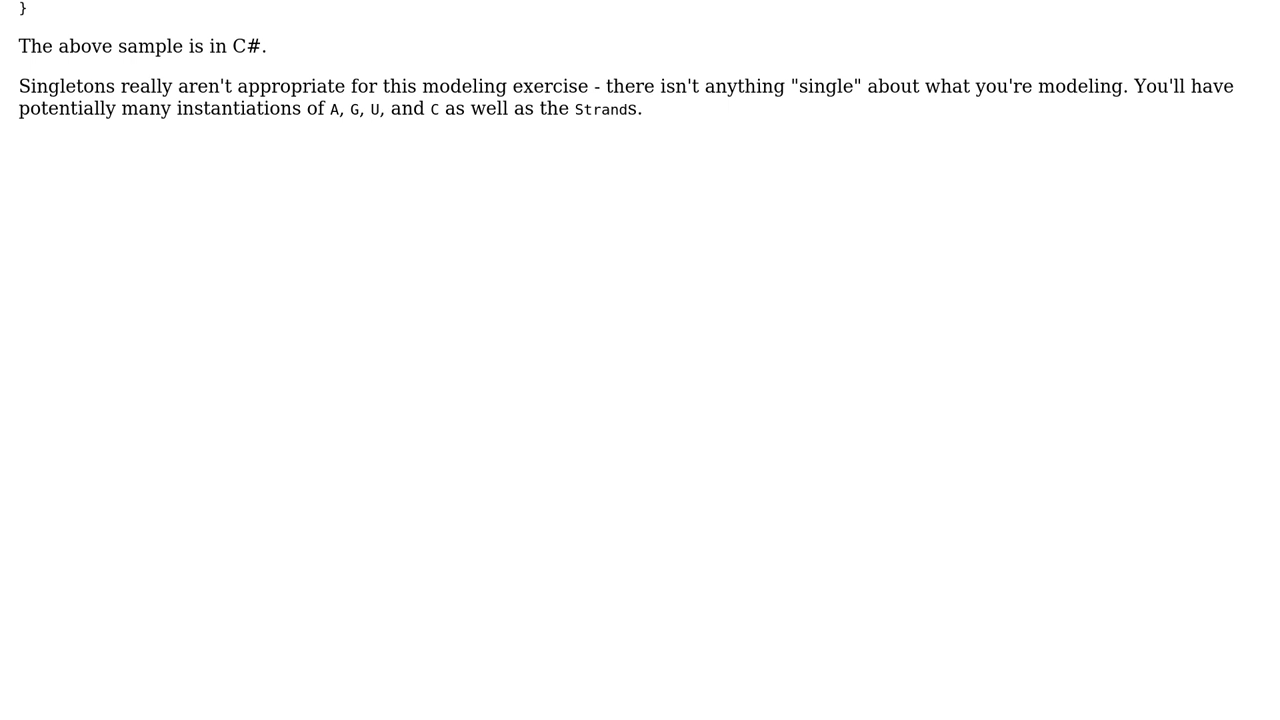 }
The above sample is in C#.
Singletons really aren't appropriate for this modeling exercise - there isn't anything "single" about what you're modeling. You'll have
potentially many instantiations of A, G, U, and C as well as the Strands.